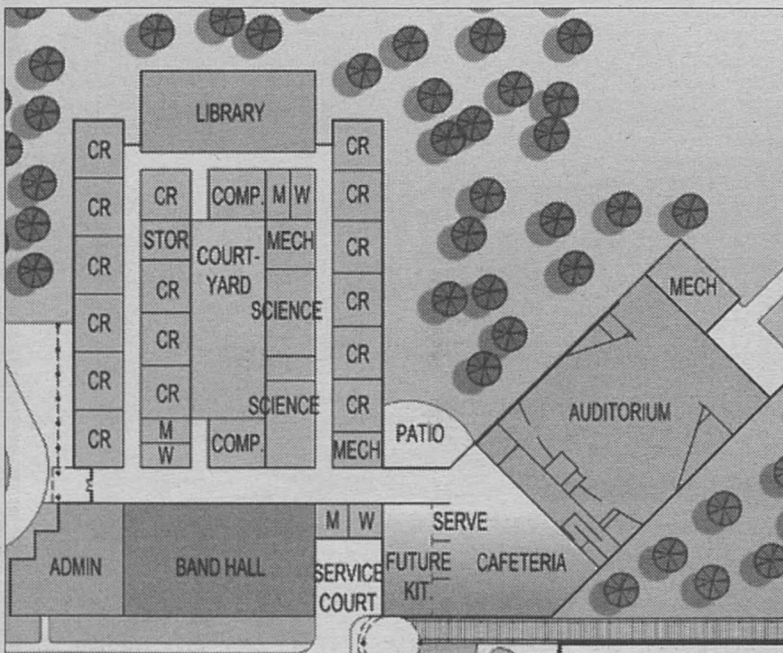 LIBRARY
CR
CR
CR
COMP.
M
W
CR
CR
STOR
COURT-
YARD
MECH
CR
CR
CR
SCIENCE
CR
CR
CR
CR
CR
CR
SCIENCE
CR
CR
M
W
COMP.
MECH
PATIO
AUDITORIUM
MECH
M
W
SERVE
ADMIN
BAND HALL
SERVICE
COURT
FUTURE
KIT.
CAFETERIA